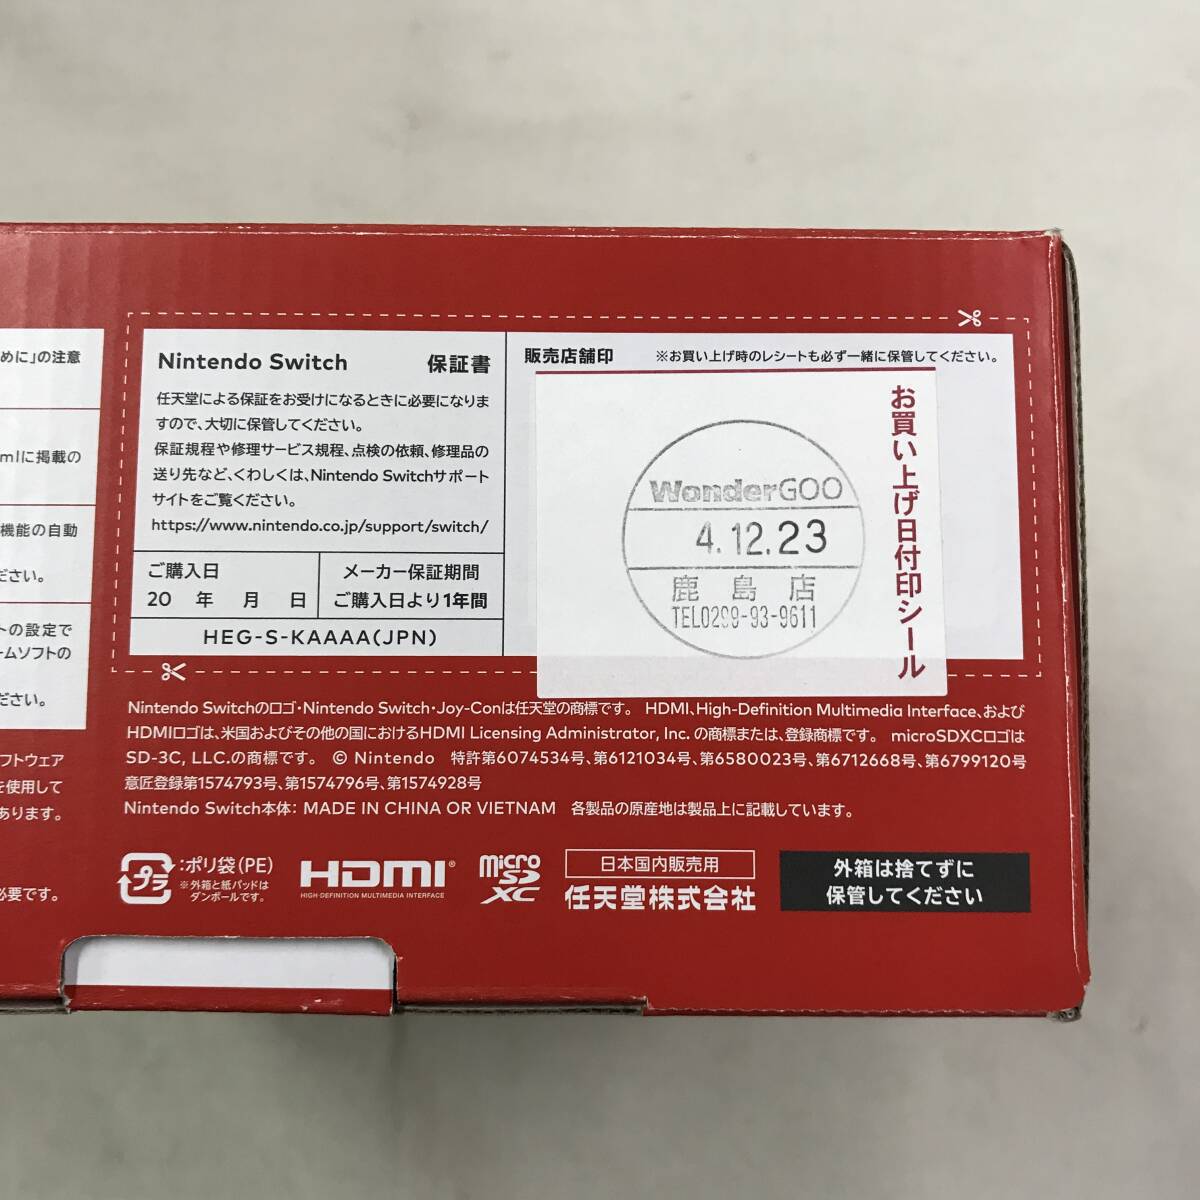 めに」の注意
mlに掲載の
機能の自動
ださい。
トの設定で
ームソフトの
ださい。
フトウェア
を使用して
あります。
必要です。
Nintendo Switch 保証書
任天堂による保証をお受けになるときに必要になりま
すので、大切に保管してください。
保証規程や修理サービス規程、点検の依頼、修理品の
送り先など、くわしくは、Nintendo Switchサポート
サイトをご覧ください。
https://www.nintendo.co.jp/support/switch/
ご購入日
20 年 月 日
メーカー保証期間
ご購入日より1年間
HEG-S-KAAAA(JPN)
販売店舗印 ※お買い上げ時のレシートも必ず一緒に保管してください。
お買い上げ日付印シール
WonderGOO
4.12.23
鹿島店
TEL0299-93-9611
Nintendo Switchのロゴ・Nintendo Switch・Joy-Conは任天堂の商標です。 HDMI、High-Definition Multimedia Interface、および
HDMIロゴは、米国およびその他の国におけるHDMI Licensing Administrator, Inc. の商標または、登録商標です。 microSDXCロゴは
SD-3C, LLC.の商標です。 © Nintendo 特許第6074534号、第6121034号、第6580023号、第6712668号、第6799120号
意匠登録第1574793号、第1574796号、第1574928号
Nintendo Switch本体: MADE IN CHINA OR VIETNAM 各製品の原産地は製品上に記載しています。
プラ
:ポリ袋(PE)
※外箱と紙パッドは
ダンボールです。
HDMI®
HIGH-DEFINITION MULTIMEDIA INTERFACE
micro
SD
XC
日本国内販売用
任天堂株式会社
外箱は捨てずに
保管してください